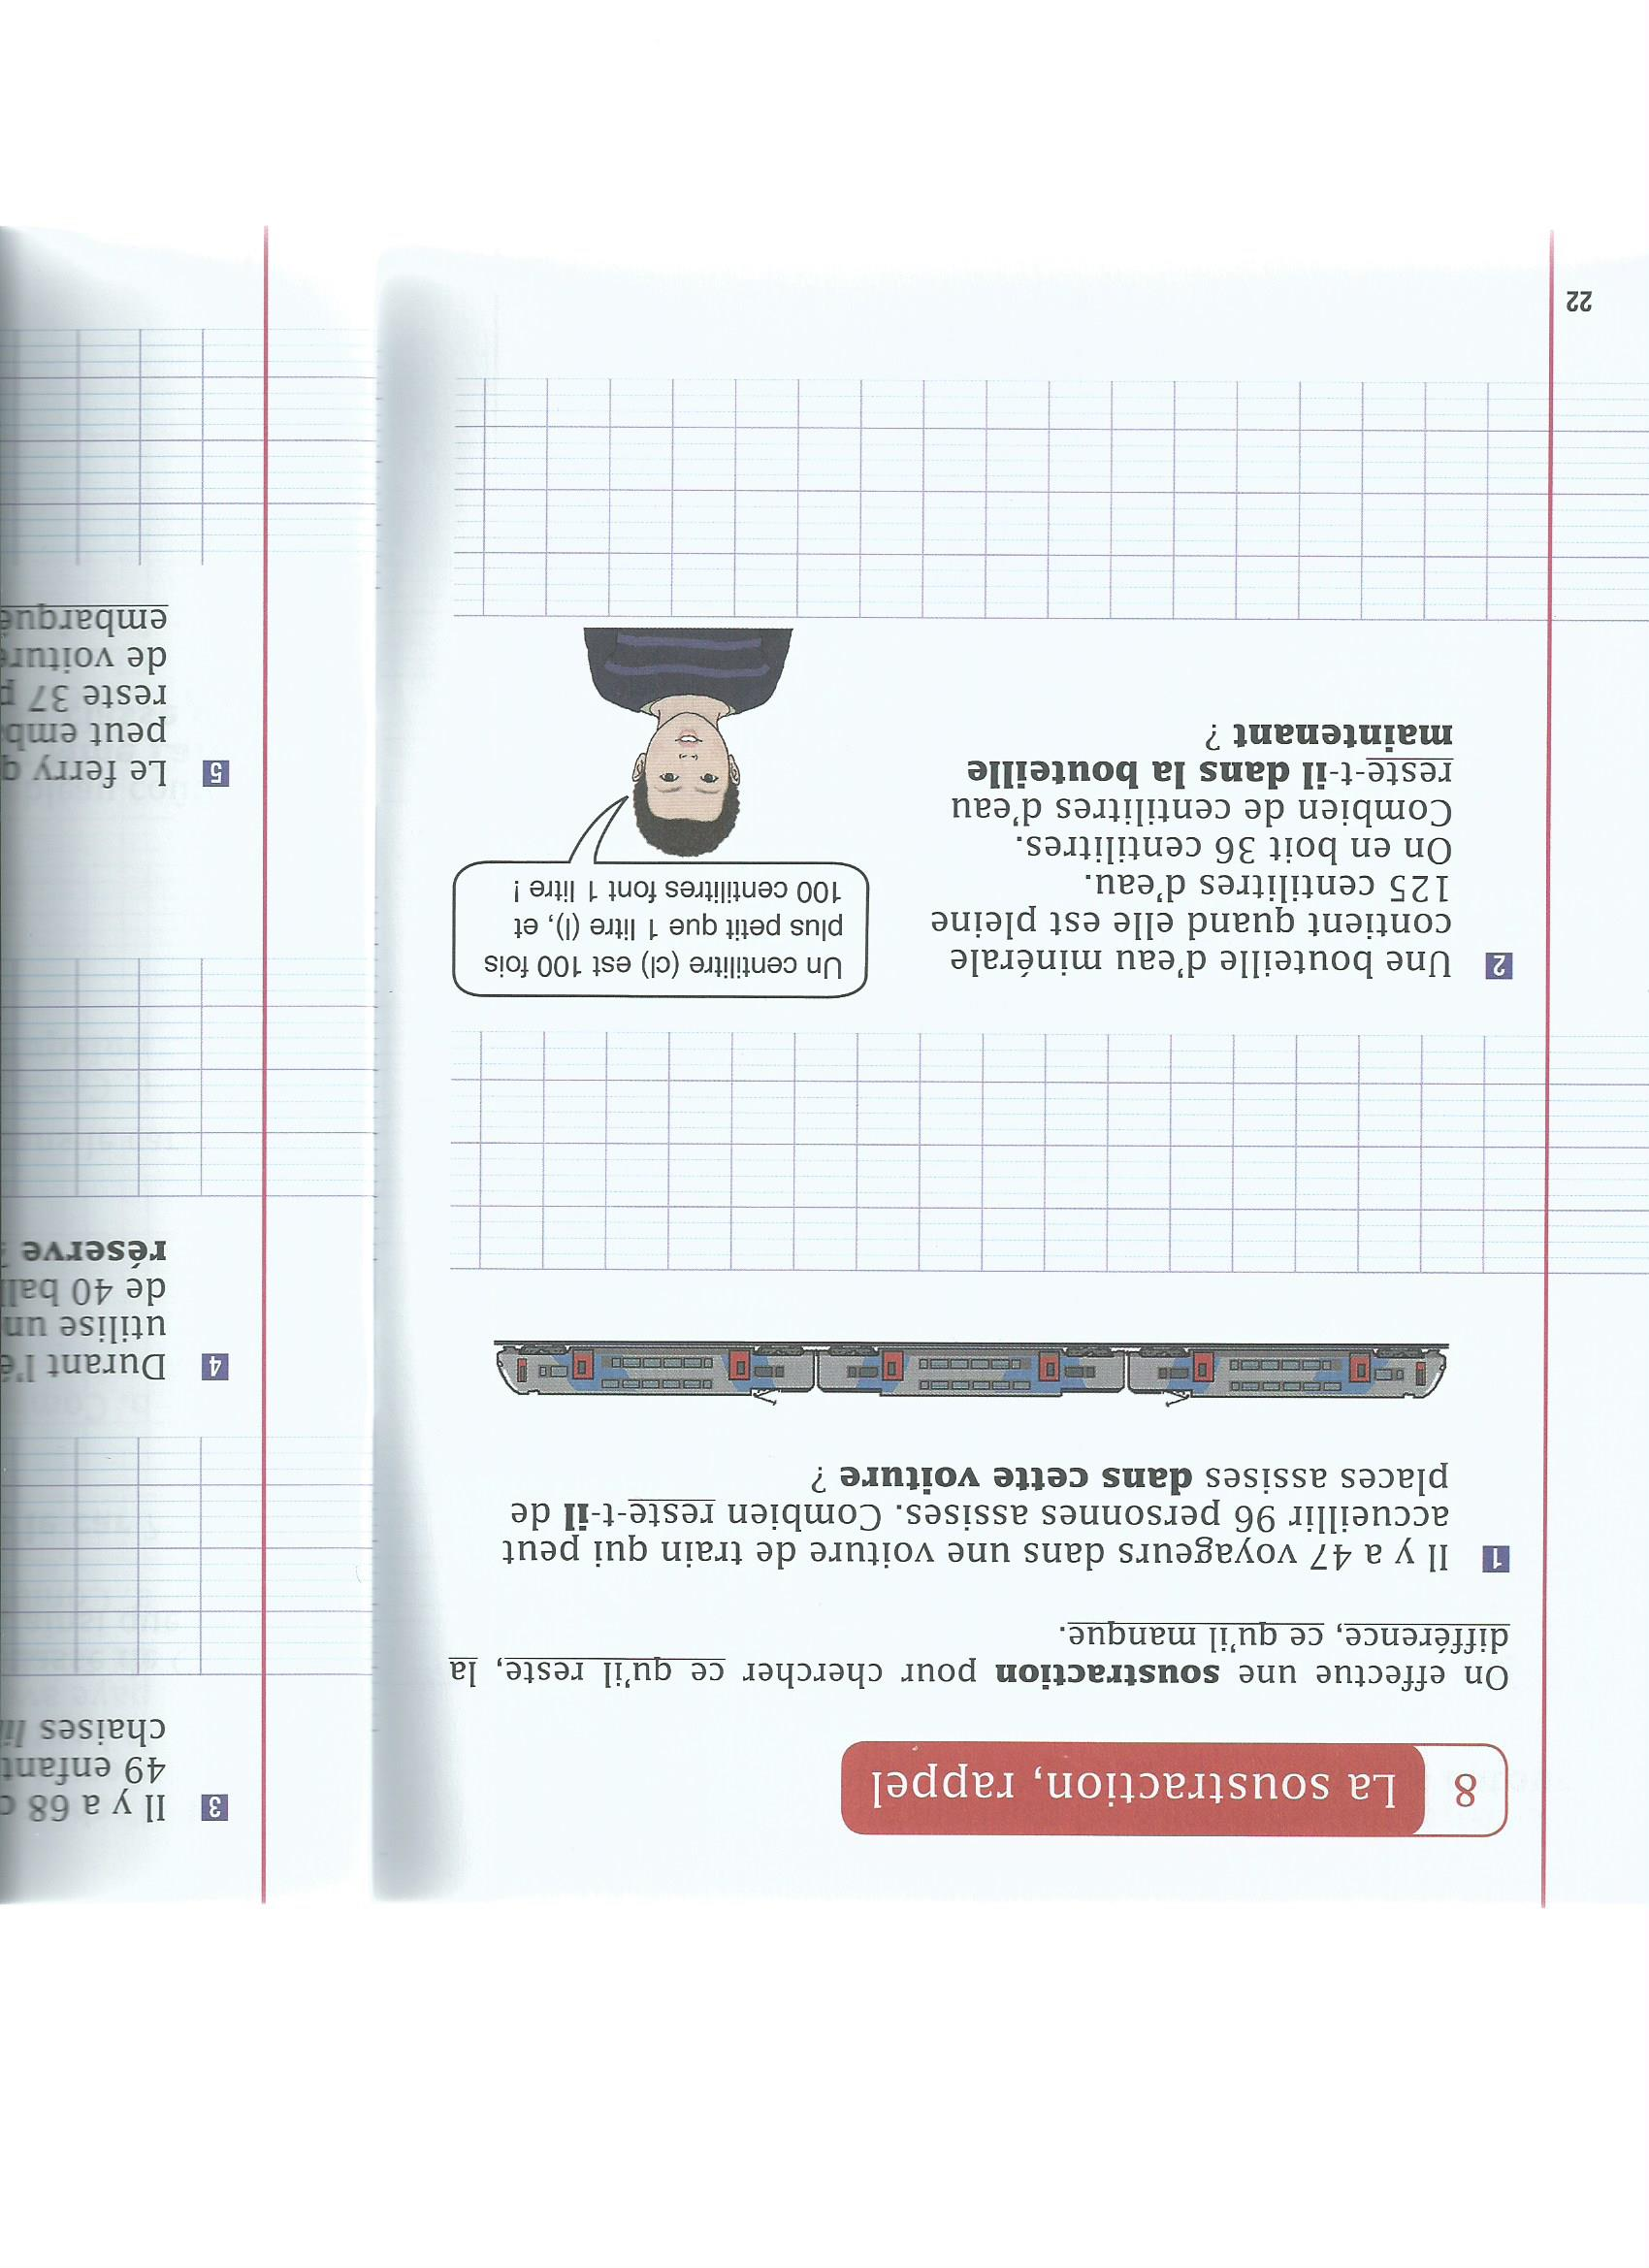 8 La soustraction, rappel
On effectue une soustraction pour chercher ce qu'il reste, la
différence, ce qu'il manque.
1 Il y a 47 voyageurs dans une voiture de train qui peut
accueillir 96 personnes assises. Combien reste-t-il de
places assises dans cette voiture ?
2 Une bouteille d'eau minérale
contient quand elle est pleine
125 centilitres d'eau.
On en boit 36 centilitres.
Combien de centilitres d'eau
reste-t-il dans la bouteille
maintenant ?
Un centilitre (cl) est 100 fois
plus petit que 1 litre (l), et
100 centilitres font 1 litre !
22
3 Il y a 68
49 enfant
chaises
4 Durant
utilise un
de 40
réserve
5 Le ferry
peut
reste 37
de